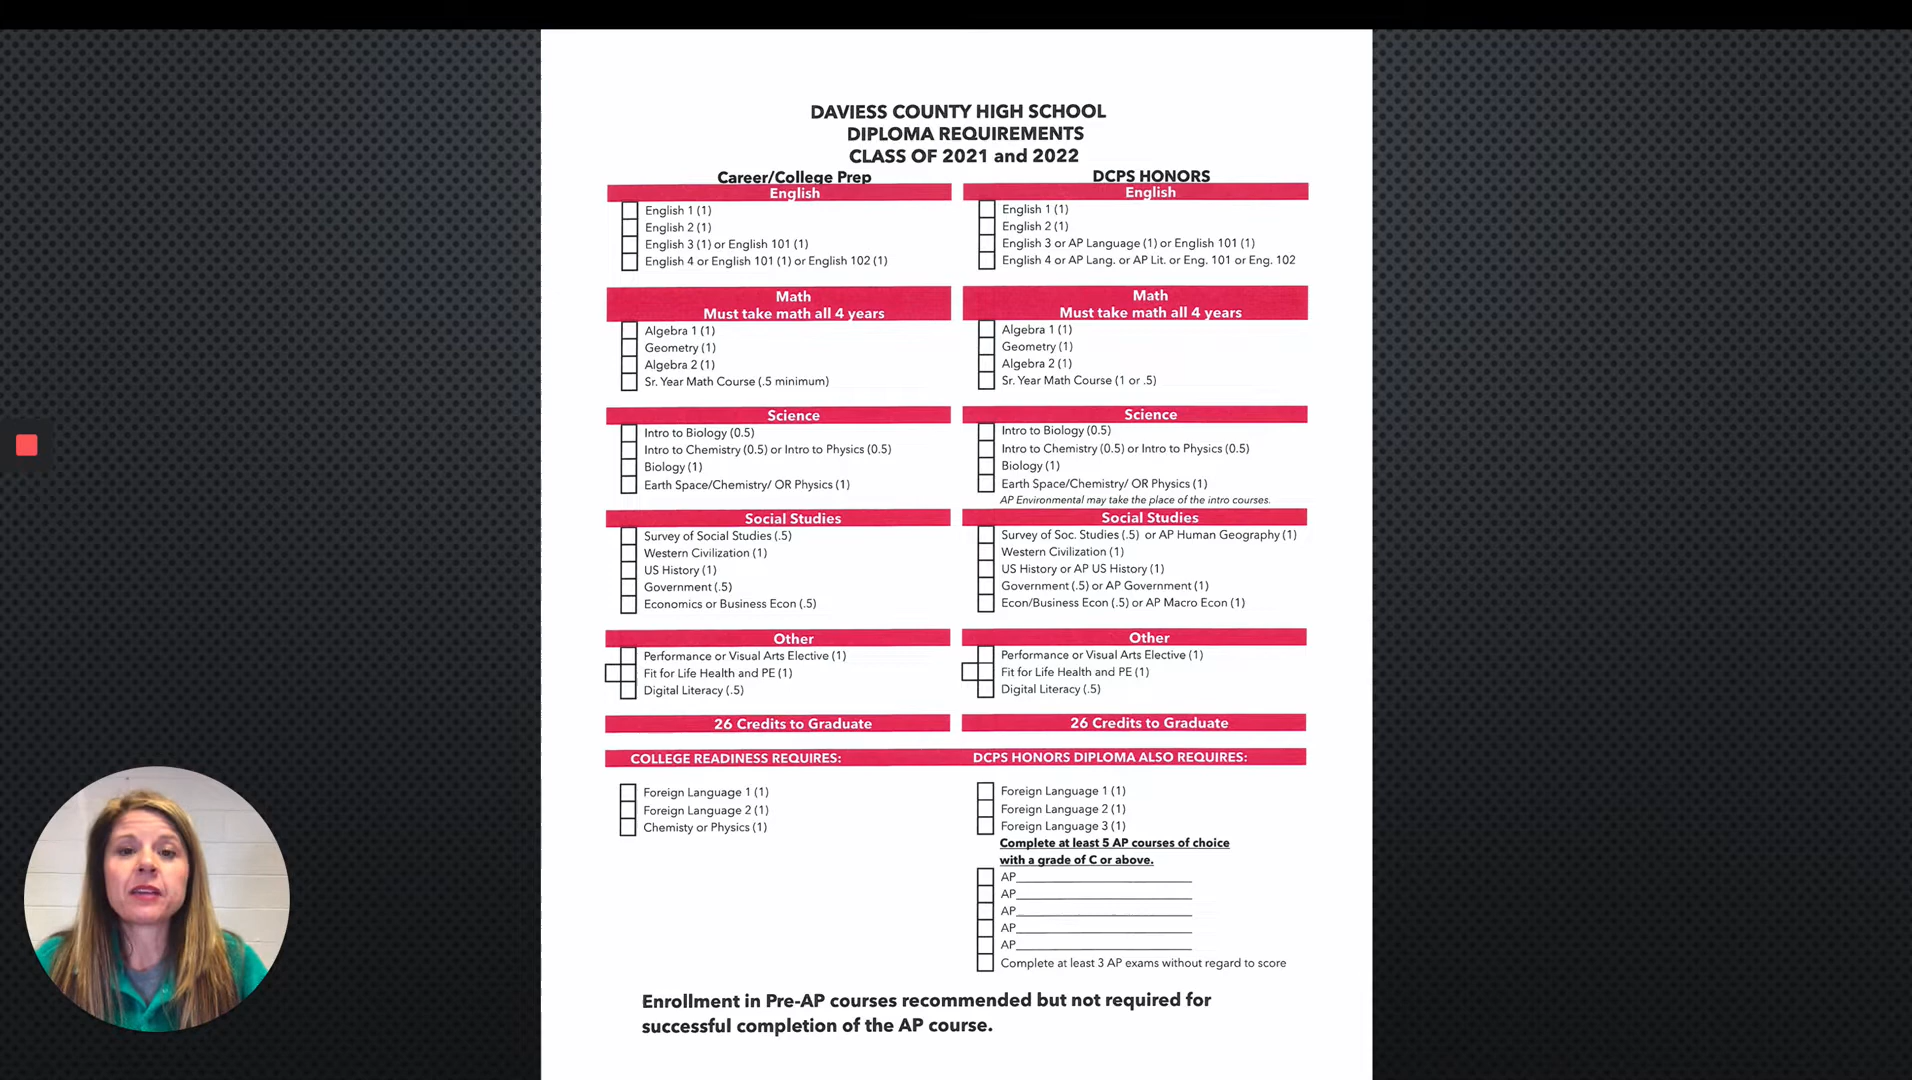 DAVIESS COUNTY HIGH SCHOOL
DIPLOMA REQUIREMENTS
CLASS OF 2021 and 2022
Career/College Prep
English
English 1 (1)
English 2 (1)
English 3 (1) or English 101 (1)
English 4 or English 101 (1) or English 102 (1)
Math
Must take math all 4 years
Algebra 1 (1)
Geometry (1)
Algebra 2 (1)
Sr. Year Math Course (.5 minimum)
Science
Intro to Biology (0.5)
Intro to Chemistry (0.5) or Intro to Physics (0.5)
Biology (1)
Earth Space/Chemistry/ OR Physics (1)
Social Studies
Survey of Social Studies (.5)
Western Civilization (1)
US History (1)
Government (.5)
Economics or Business Econ (.5)
Other
Performance or Visual Arts Elective (1)
Fit for Life Health and PE (1)
Digital Literacy (.5)
26 Credits to Graduate
COLLEGE READINESS REQUIRES:
Foreign Language 1 (1)
Foreign Language 2 (1)
Chemisty or Physics (1)
DCPS HONORS
English
English 1 (1)
English 2 (1)
English 3 or AP Language (1) or English 101 (1)
English 4 or AP Lang. or AP Lit. or Eng. 101 or Eng. 102
Math
Must take math all 4 years
Algebra 1 (1)
Geometry (1)
Algebra 2 (1)
Sr. Year Math Course (1 or .5)
Science
Intro to Biology (0.5)
Intro to Chemistry (0.5) or Intro to Physics (0.5)
Biology (1)
Earth Space/Chemistry/ OR Physics (1)
AP Environmental may take the place of the intro courses.
Social Studies
Survey of Soc. Studies (.5) or AP Human Geography (1)
Western Civilization (1)
US History or AP US History (1)
Government (.5) or AP Government (1)
Econ/Business Econ (.5) or AP Macro Econ (1)
Other
Performance or Visual Arts Elective (1)
Fit for Life Health and PE (1)
Digital Literacy (.5)
26 Credits to Graduate
DCPS HONORS DIPLOMA ALSO REQUIRES:
Foreign Language 1 (1)
Foreign Language 2 (1)
Foreign Language 3 (1)
Complete at least 5 AP courses of choice
with a grade of C or above.
AP
AP
AP
AP
AP
Complete at least 3 AP exams without regard to score
Enrollment in Pre-AP courses recommended but not required for
successful completion of the AP course.